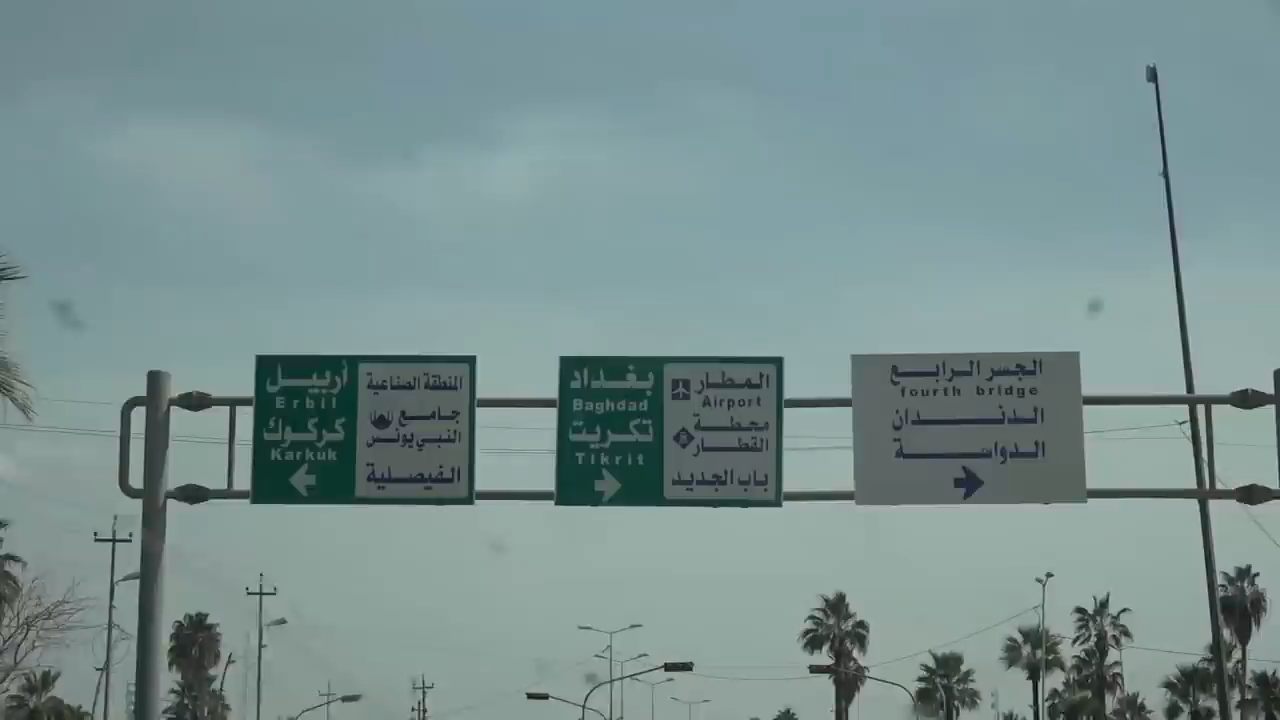 أربيل
Erbil
كركوك
Karkuk
المنطقة الصناعية
جامع
النبي يونس
الفيصلية
بغداد
Baghdad
تكريت
Tikrit
المطار
Airport
محطة
القطار
باب الجديد
الجسر الرابع
fourth bridge
الدندان
الدواسة